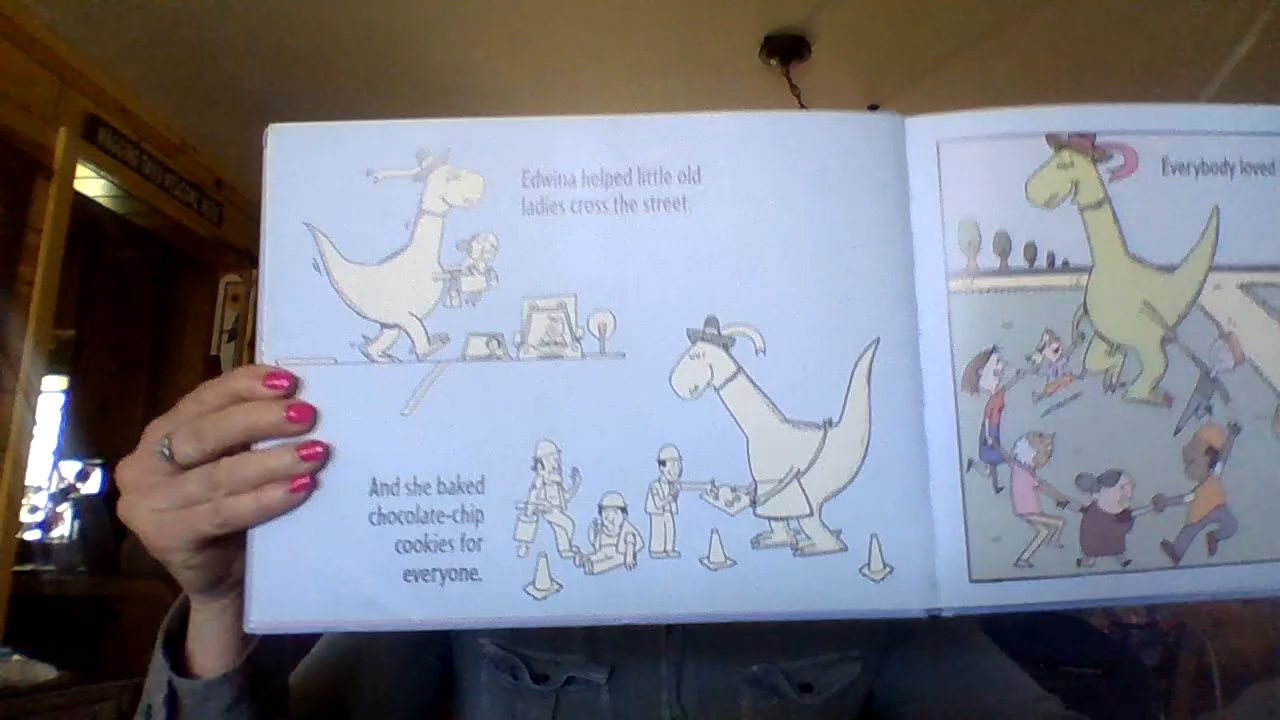 Edwina helped little old
ladies cross the street.
And she baked
chocolate-chip
cookies for
everyone.
Everybody loved